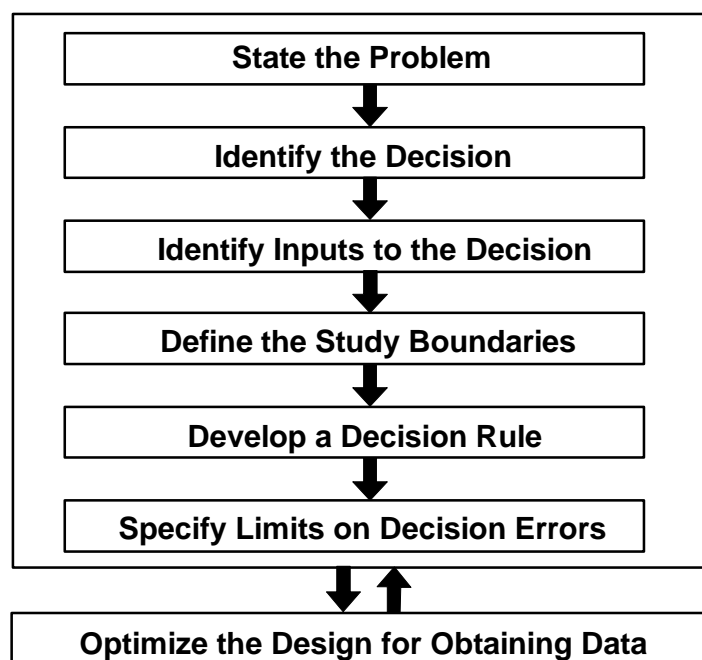 State the Problem
Identify the Decision
Identify Inputs to the Decision
Define the Study Boundaries
Develop a Decision Rule
Specify Limits on Decision Errors
Optimize the Design for Obtaining Data